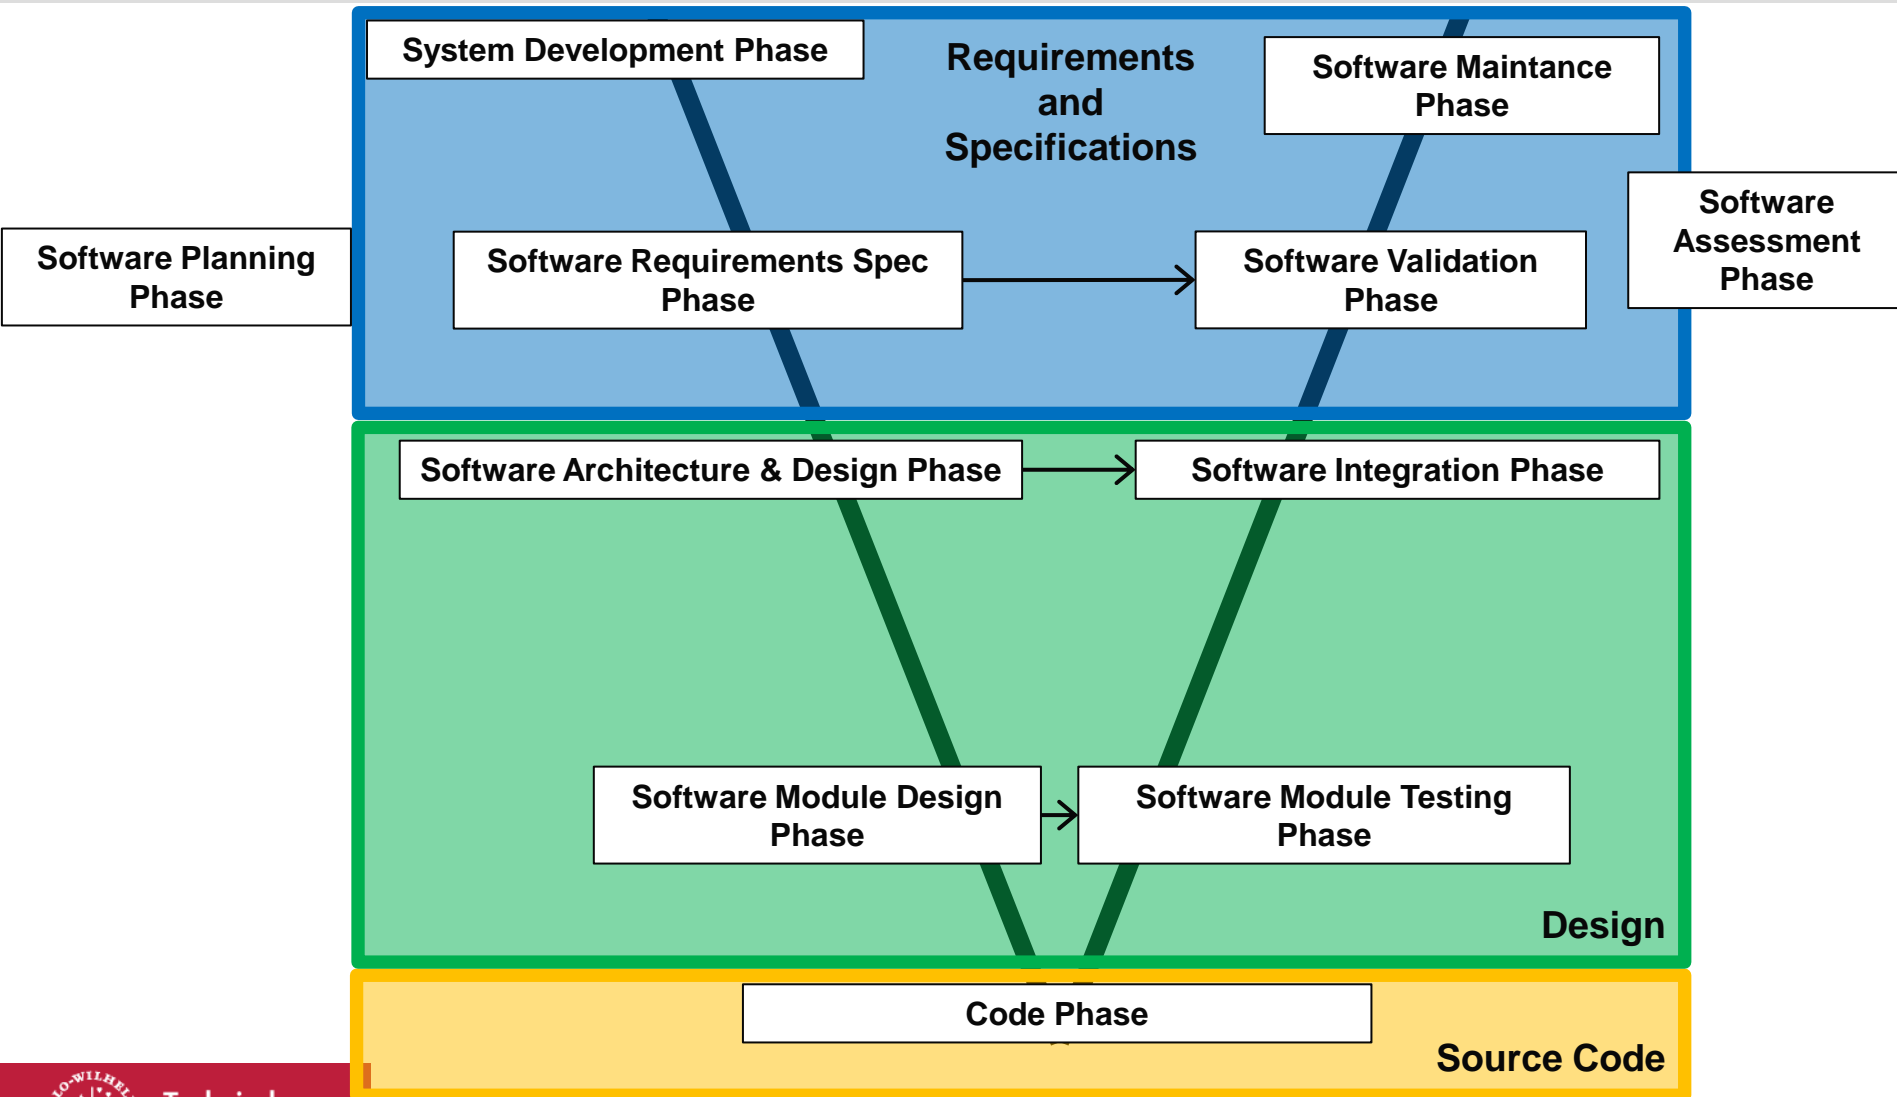 System Development Phase
Requirements
and
Specifications
Software Maintance
Phase
Software Planning
Phase
Software Requirements Spec
Phase
Software Validation
Phase
Software
Assessment
Phase
Software Architecture & Design Phase
Software Integration Phase
Software Module Design
Phase
Software Module Testing
Phase
Design
Code Phase
Source Code